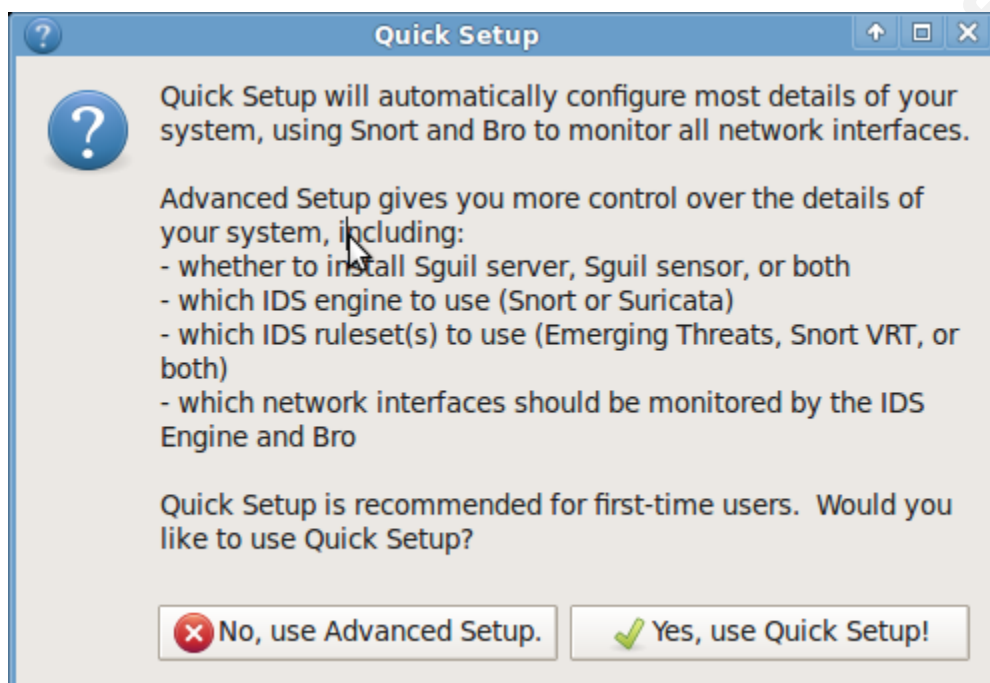 Quick Setup
Quick Setup will automatically configure most details of your
system, using Snort and Bro to monitor all network interfaces.
Advanced Setup gives you more control over the details of
your system, including:
- whether to install Sguil server, Sguil sensor, or both
- which IDS engine to use (Snort or Suricata)
- which IDS ruleset(s) to use (Emerging Threats, Snort VRT, or
both)
- which network interfaces should be monitored by the IDS
Engine and Bro
Quick Setup is recommended for first-time users.  Would you
like to use Quick Setup?
No, use Advanced Setup.
Yes, use Quick Setup!